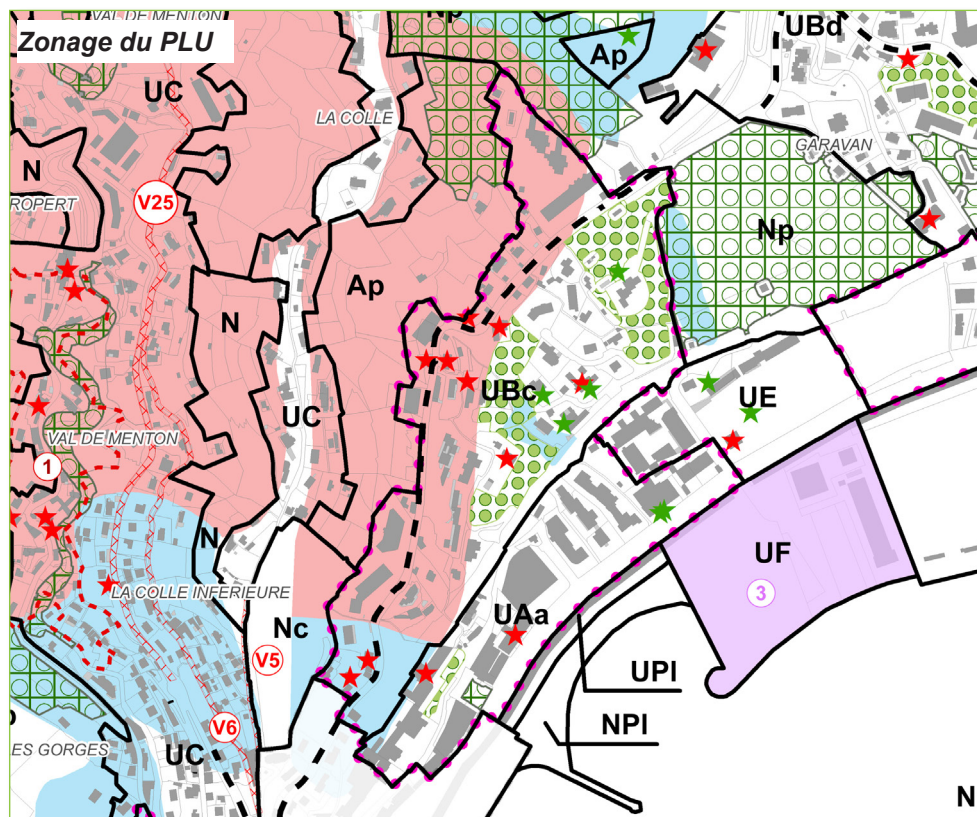 Zonage du PLU
VAL DE MENTON
Np
UBd
Ap
UC
LA COLLE
GARAVAN
N
ROPERT
V25
Np
Ap
N
UBc
UE
UC
VAL DE MENTON
1
N
UF
LA COLLE INFERIEURE
3
Nc
UAa
V5
UPI
V6
NPI
UC
ES GORGES
N